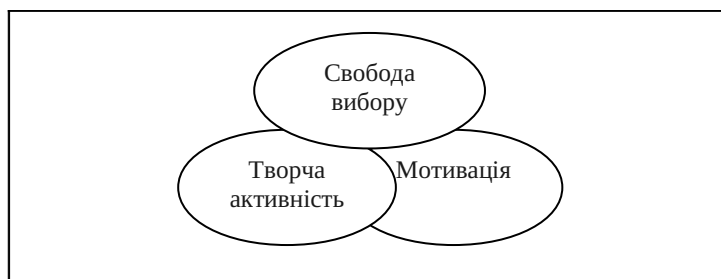 Свобода
вибору
Творча
активність
Мотивація